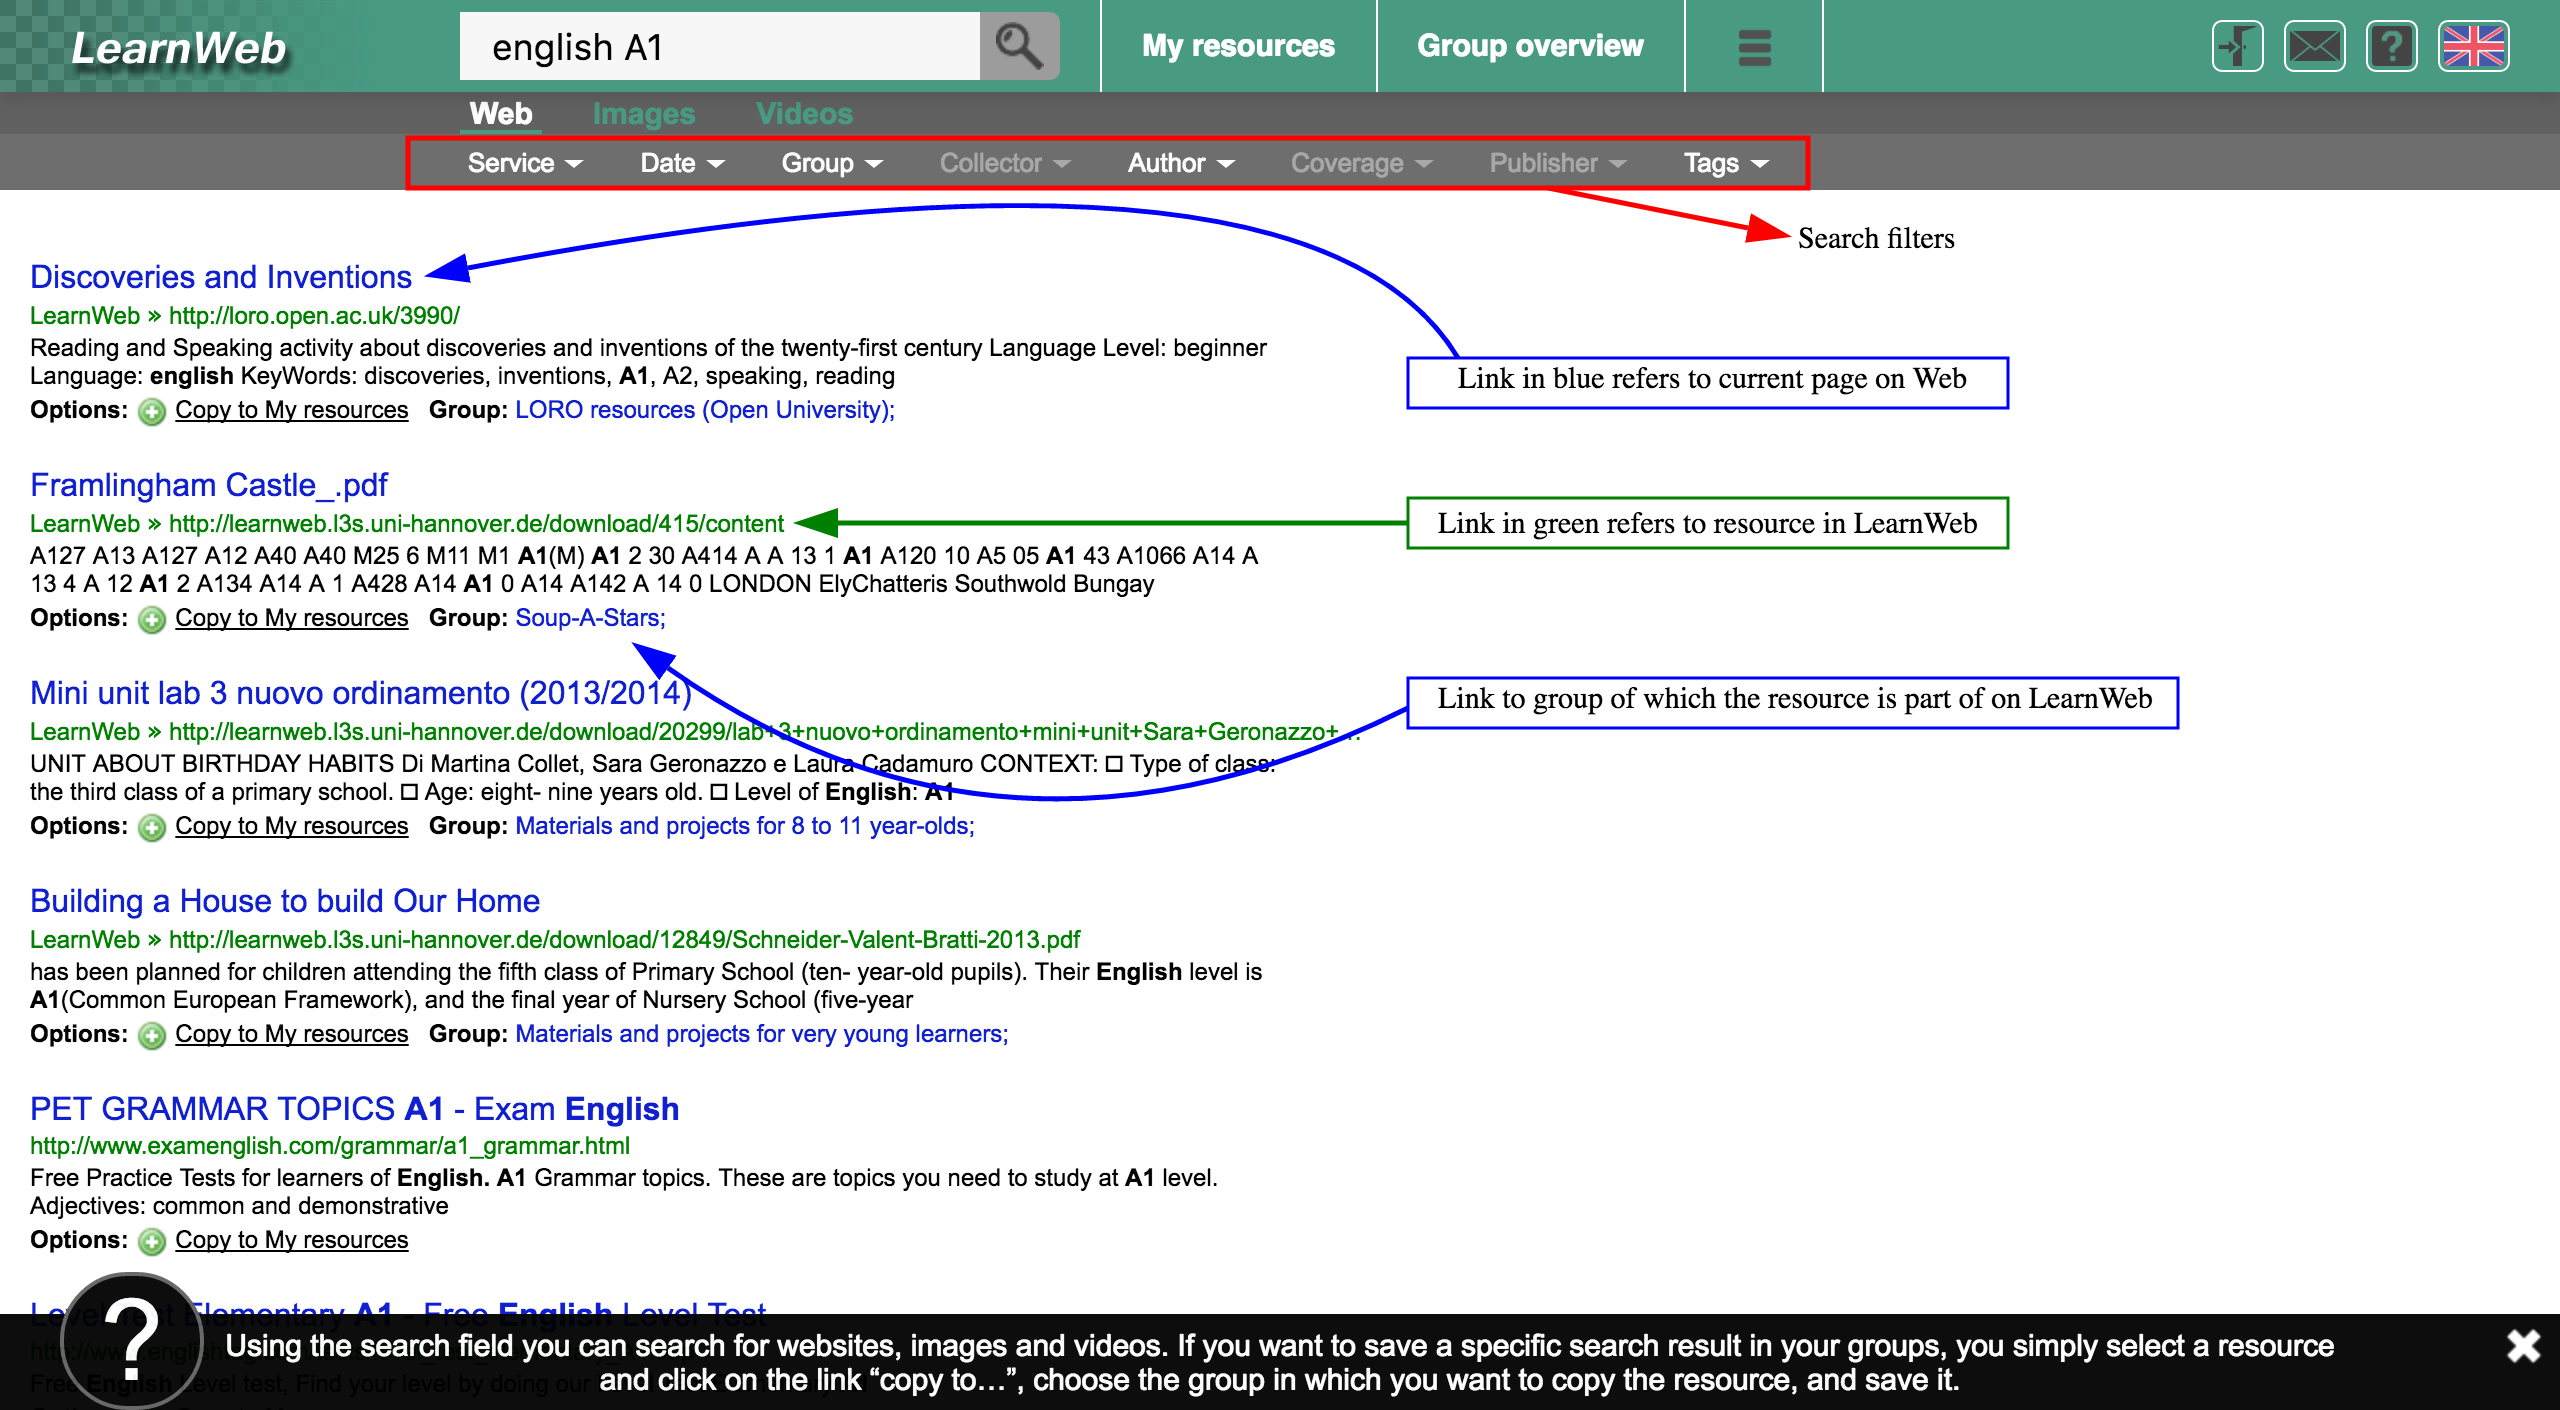 LearnWeb
english A1
My resources
Group overview
Web Images Videos
Service Date Group Collector Author Coverage Publisher Tags
Search filters
Discoveries and Inventions
LearnWeb » http://loro.open.ac.uk/3990/
Reading and Speaking activity about discoveries and inventions of the twenty-first century Language Level: beginner
Language: english KeyWords: discoveries, inventions, A1, A2, speaking, reading
Options: Copy to My resources Group: LORO resources (Open University);
Link in blue refers to current page on Web
Framlingham Castle_.pdf
LearnWeb » http://learnweb.l3s.uni-hannover.de/download/415/content
A127 A13 A127 A12 A40 A40 M25 6 M11 M1 A1(M) A1 2 30 A414 A A 13 1 A1 A120 10 A5 05 A1 43 A1066 A14 A
13 4 A 12 A1 2 A134 A14 A 1 A428 A14 A1 0 A14 A142 A 14 0 LONDON ElyChatteris Southwold Bungay
Options: Copy to My resources Group: Soup-A-Stars;
Link in green refers to resource in LearnWeb
Mini unit lab 3 nuovo ordinamento (2013/2014)
LearnWeb » http://learnweb.l3s.uni-hannover.de/download/20299/lab+3+nuovo+ordinamento+mini+unit+Sara+Geronazzo+...
UNIT ABOUT BIRTHDAY HABITS Di Martina Collet, Sara Geronazzo e Laura Cadamuro CONTEXT: □ Type of class:
the third class of a primary school. □ Age: eight- nine years old. □ Level of English: A1
Options: Copy to My resources Group: Materials and projects for 8 to 11 year-olds;
Link to group of which the resource is part of on LearnWeb
Building a House to build Our Home
LearnWeb » http://learnweb.l3s.uni-hannover.de/download/12849/Schneider-Valent-Bratti-2013.pdf
has been planned for children attending the fifth class of Primary School (ten- year-old pupils). Their English level is
A1(Common European Framework), and the final year of Nursery School (five-year
Options: Copy to My resources Group: Materials and projects for very young learners;
PET GRAMMAR TOPICS A1 - Exam English
http://www.examenglish.com/grammar/a1_grammar.html
Free Practice Tests for learners of English. A1 Grammar topics. These are topics you need to study at A1 level.
Adjectives: common and demonstrative
Options: Copy to My resources
Level Test Elementary A1 - Free English Level Test
?
Using the search field you can search for websites, images and videos. If you want to save a specific search result in your groups, you simply select a resource
and click on the link “copy to…”, choose the group in which you want to copy the resource, and save it.
Free English Level test, Find your level by doing our